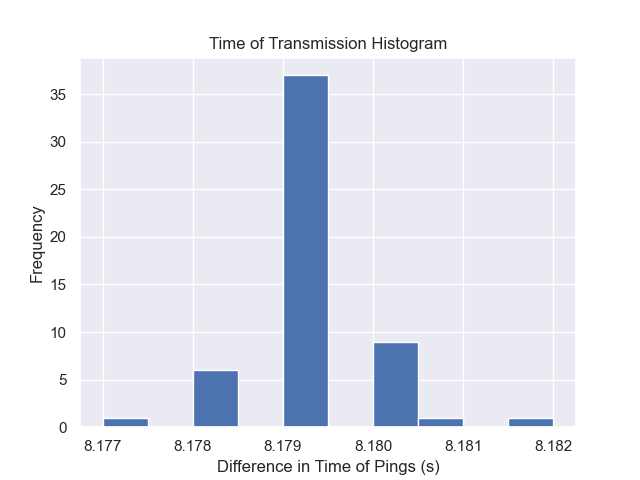 Time of Transmission Histogram
35
30
25
20
15
10
5
0
Frequency
8.177 8.178 8.179 8.180 8.181 8.182
Difference in Time of Pings (s)